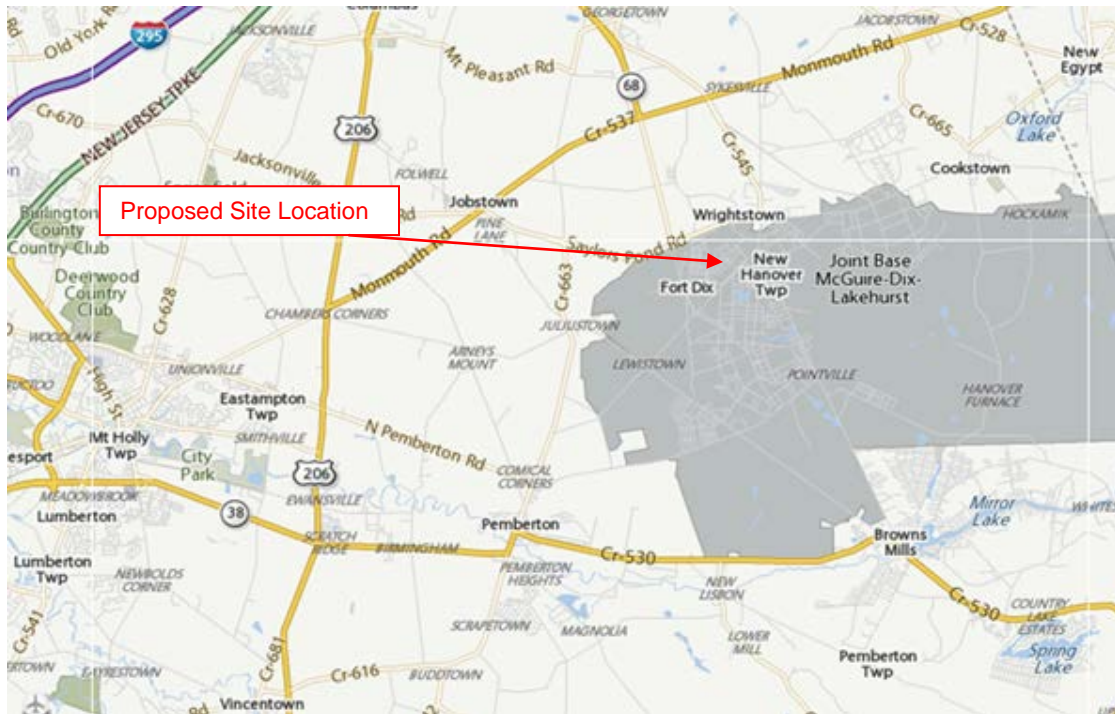 Columbus
GEORGETOWN
JACOBSTOWN
Cr-528
New
Egypt
Old York Rd
295
JACKSONVILLE
Mt Pleasant Rd
68
SYKESVILLE
Monmouth Rd
NEW JERSEY TPKE
Cr-670
206
Cr-537
Cr-545
Cr-665
Oxford
Lake
Jacksonville
FOLWELL
Cookstown
Proposed Site Location
Rd
Jobstown
PINE
LANE
Wrightstown
HOCKAMIK
Burlington
County
Country-Club
Saylors Pond Rd
Monmouth Rd
Cr-663
New
Hanover
Twp
Fort Dix
Joint Base
McGuire-Dix-
Lakehurst
Deerwood
Country
Club
Cr-628
CHAMBERS CORNERS
JULIUSTOWN
WOODLANE
ARNEYS
MOUNT
LEWISTOWN
POINTVILLE
HANOVER
FURNACE
UNIONVILLE
High St
Eastampton
Twp
SMITHVILLE
N Pemberton Rd
Mt Holly
Twp
City
Park
esport
206
COMICAL
CORNERS
MEADOWBROOK
EWANSVILLE
Lumberton
38
SCRATCH
RIDGE
BIRMINGHAM
Pemberton
Cr-530
Browns
Mills
Mirror
Lake
WHITES
Lumberton
Twp
NEWBOLDS
CORNER
PEMBERTON
HEIGHTS
NEW
LISBON
Cr-530
COUNTRY
LAKE
ESTATES
Cr-541
Cr-681
SCRAPETOWN
MAGNOLIA
LOWER
MILL
Pemberton
Twp
Spring
Lake
EAYRESTOWN
Cr-616
BUDDTOWN
Rd
Vincentown